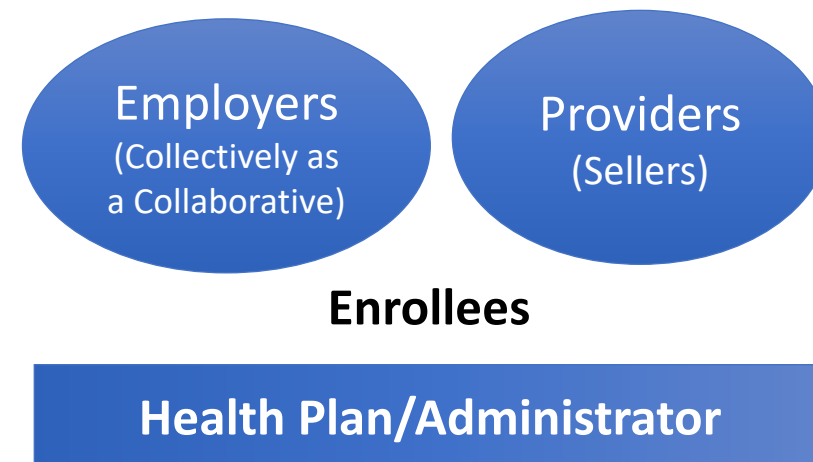 Employers
(Collectively as
a Collaborative)
Providers
(Sellers)
Enrollees
Health Plan/Administrator